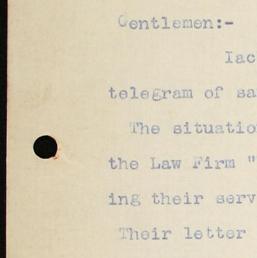 Gentlemen:-
Iac
telegram of sa
The situatio
the Law Firm "
ing their serv
Their letter